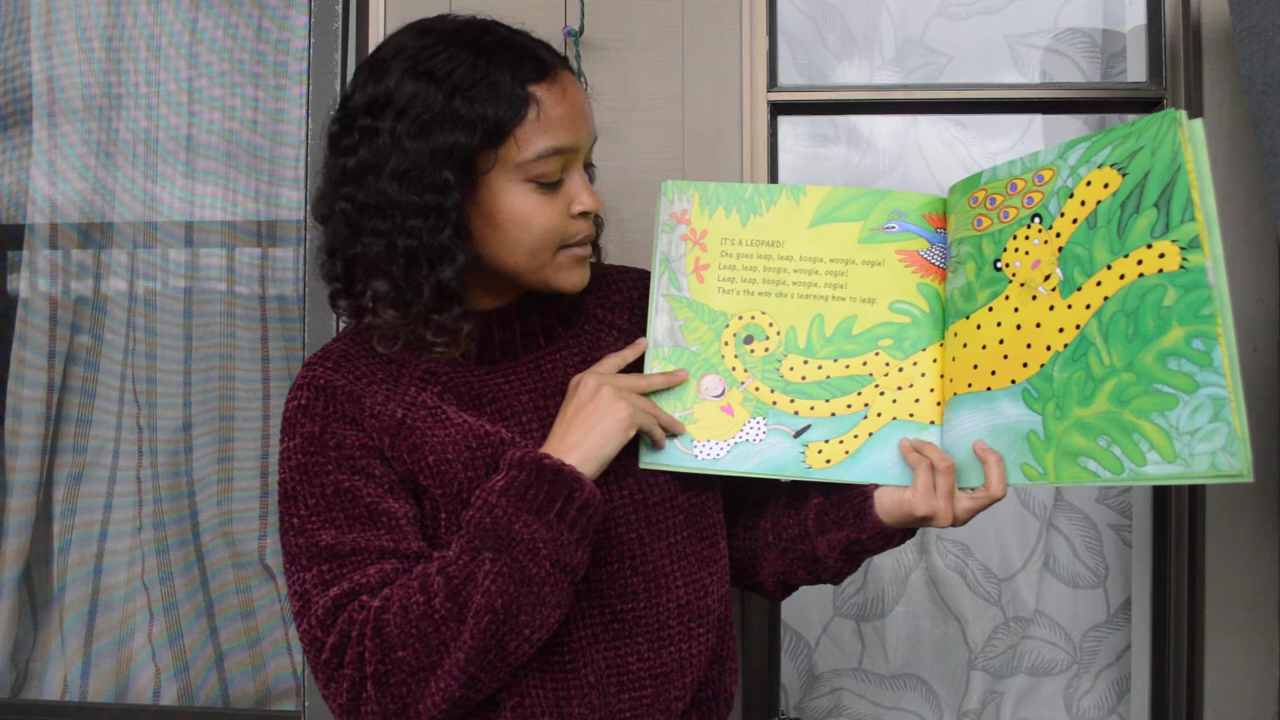 IT'S A LEOPARD!
She goes leap, leap, boogie, woogie, oogie!
Leap, leap, boogie, woogie, oogie!
Leap, leap, boogie, woogie, oogie!
That's the way she's learning how to leap.